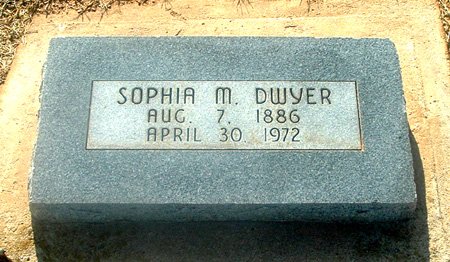 SOPHIA M. DWYER
AUG. 7, 1886
APRIL 30, 1972